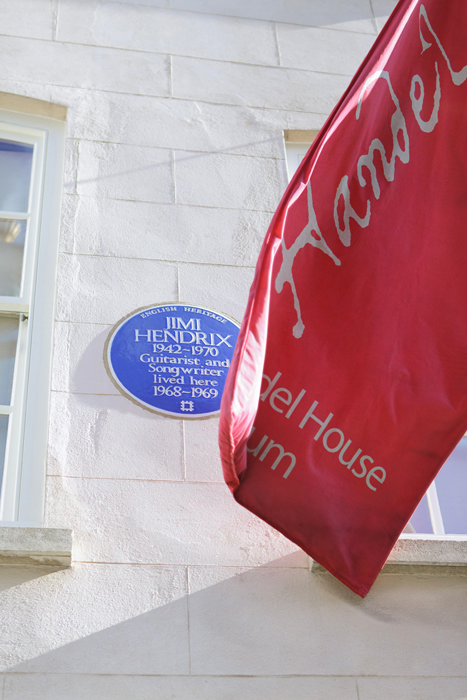 ENGLISH HERITAGE
JIMI
HENDRIX
1942~1970
Guitarist and
Songwriter
lived here
1968~1969
Handel
del House
um